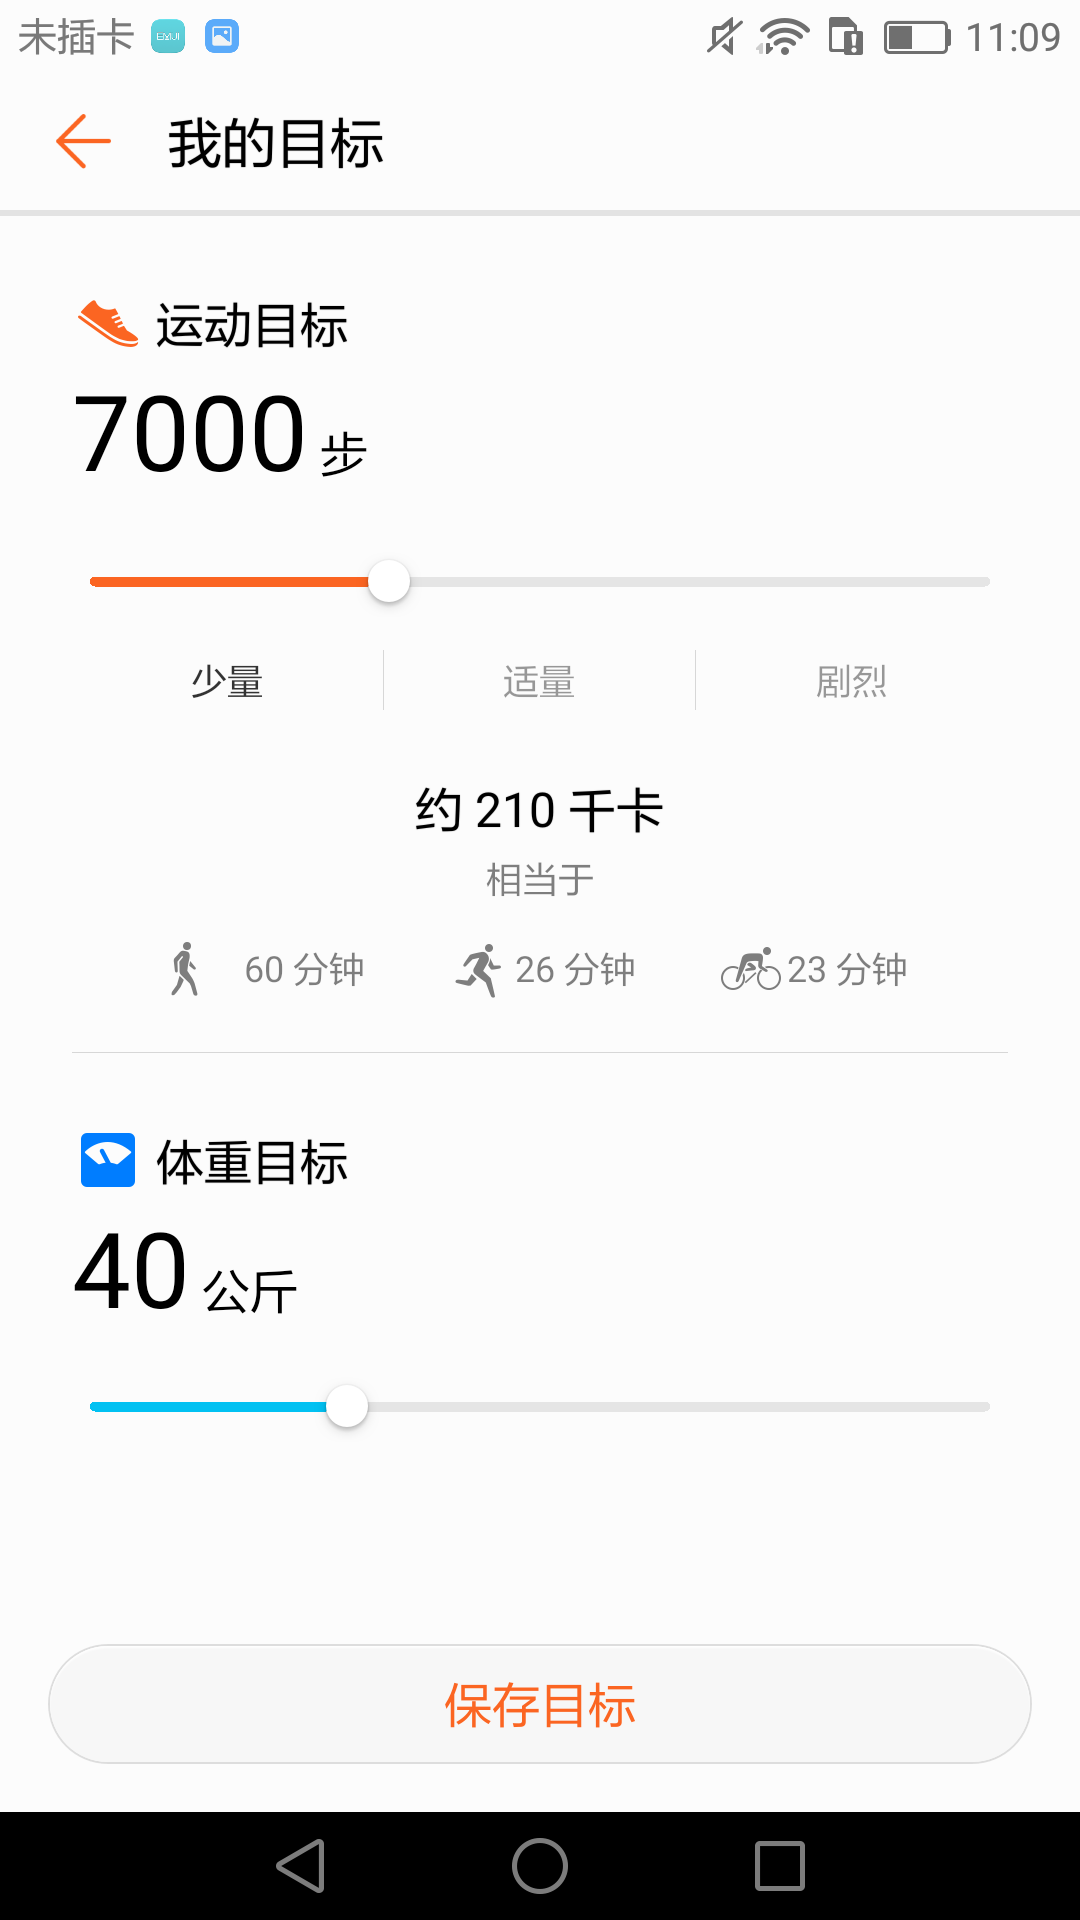 未插卡 EMUI 11:09
我的目标
运动目标
7000 步
少量 适量 剧烈
约 210 千卡
相当于
60 分钟 26 分钟 23 分钟
体重目标
40 公斤
保存目标